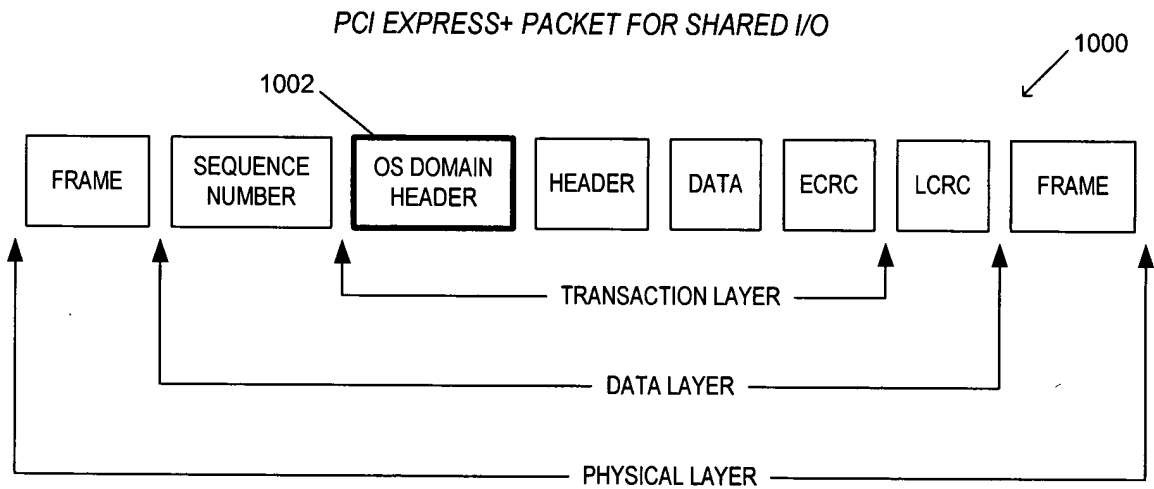 PCI EXPRESS+ PACKET FOR SHARED I/O
1000
1002
FRAME
SEQUENCE
NUMBER
OS DOMAIN
HEADER
HEADER
DATA
ECRC
LCRC
FRAME
TRANSACTION LAYER
DATA LAYER
PHYSICAL LAYER